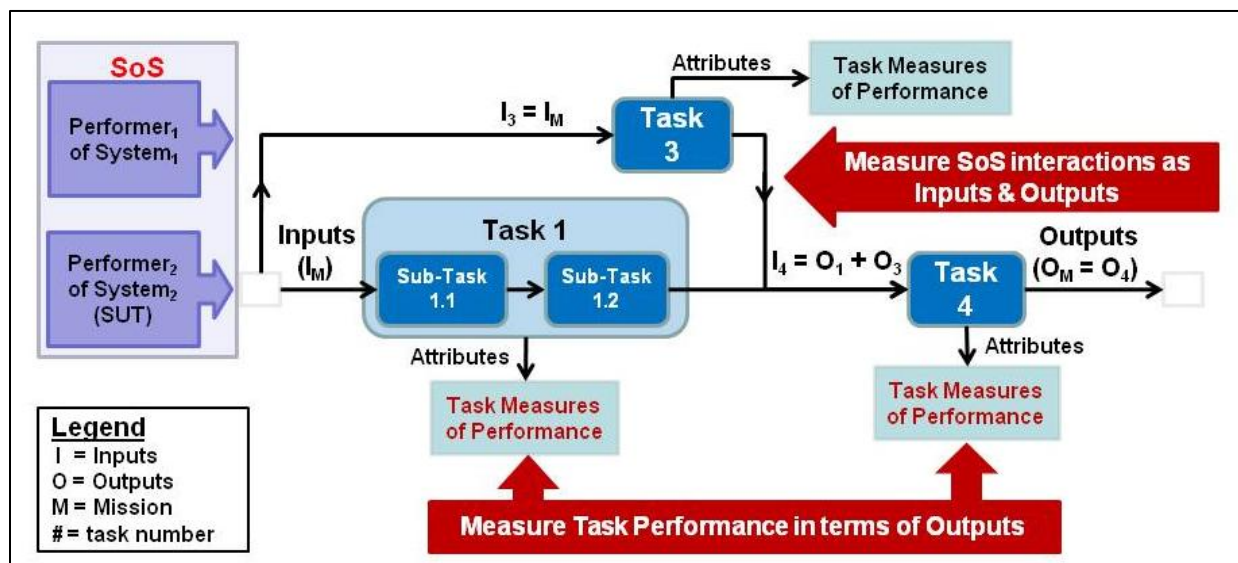 SoS
Performer₁
of System₁
Performer₂
of System₂
(SUT)
Inputs
(I_M)
I₃ = I_M
Task
3
Attributes
Task Measures
of Performance
Measure SoS interactions as
Inputs & Outputs
Task 1
Sub-Task
1.1
Sub-Task
1.2
I₄ = O₁ + O₃
Task
4
Outputs
(O_M = O₄)
Attributes
Task Measures
of Performance
Attributes
Task Measures
of Performance
Measure Task Performance in terms of Outputs
Legend
I = Inputs
O = Outputs
M = Mission
# = task number